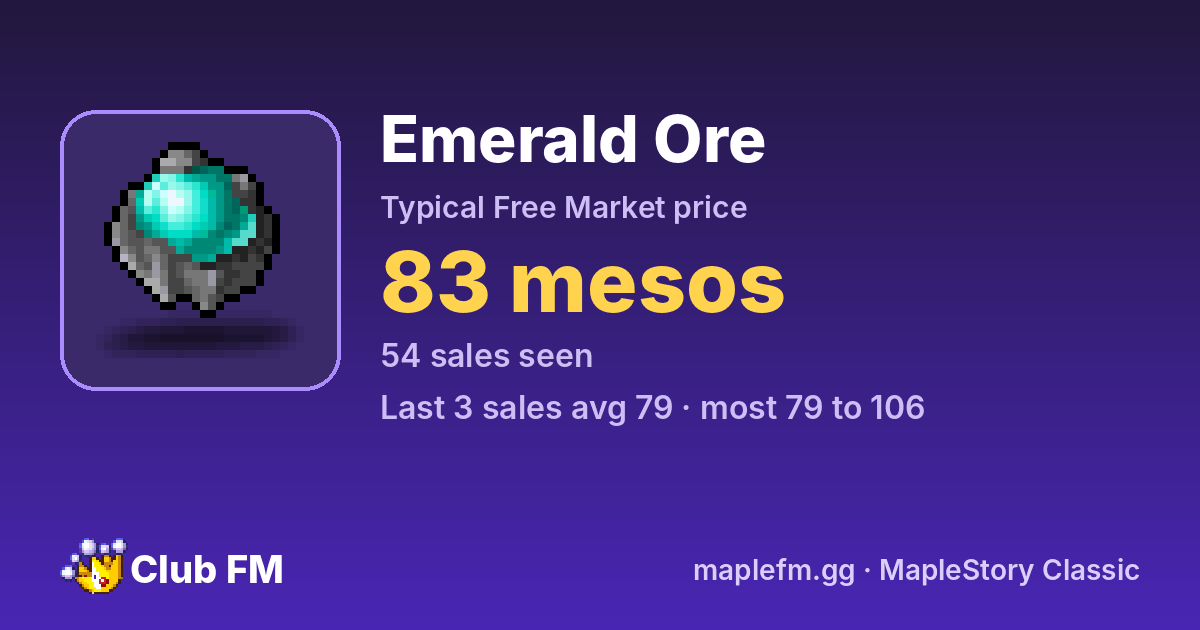 Emerald Ore
Typical Free Market price
83 mesos
54 sales seen
Last 3 sales avg 79 · most 79 to 106
Club FM
maplefm.gg · MapleStory Classic